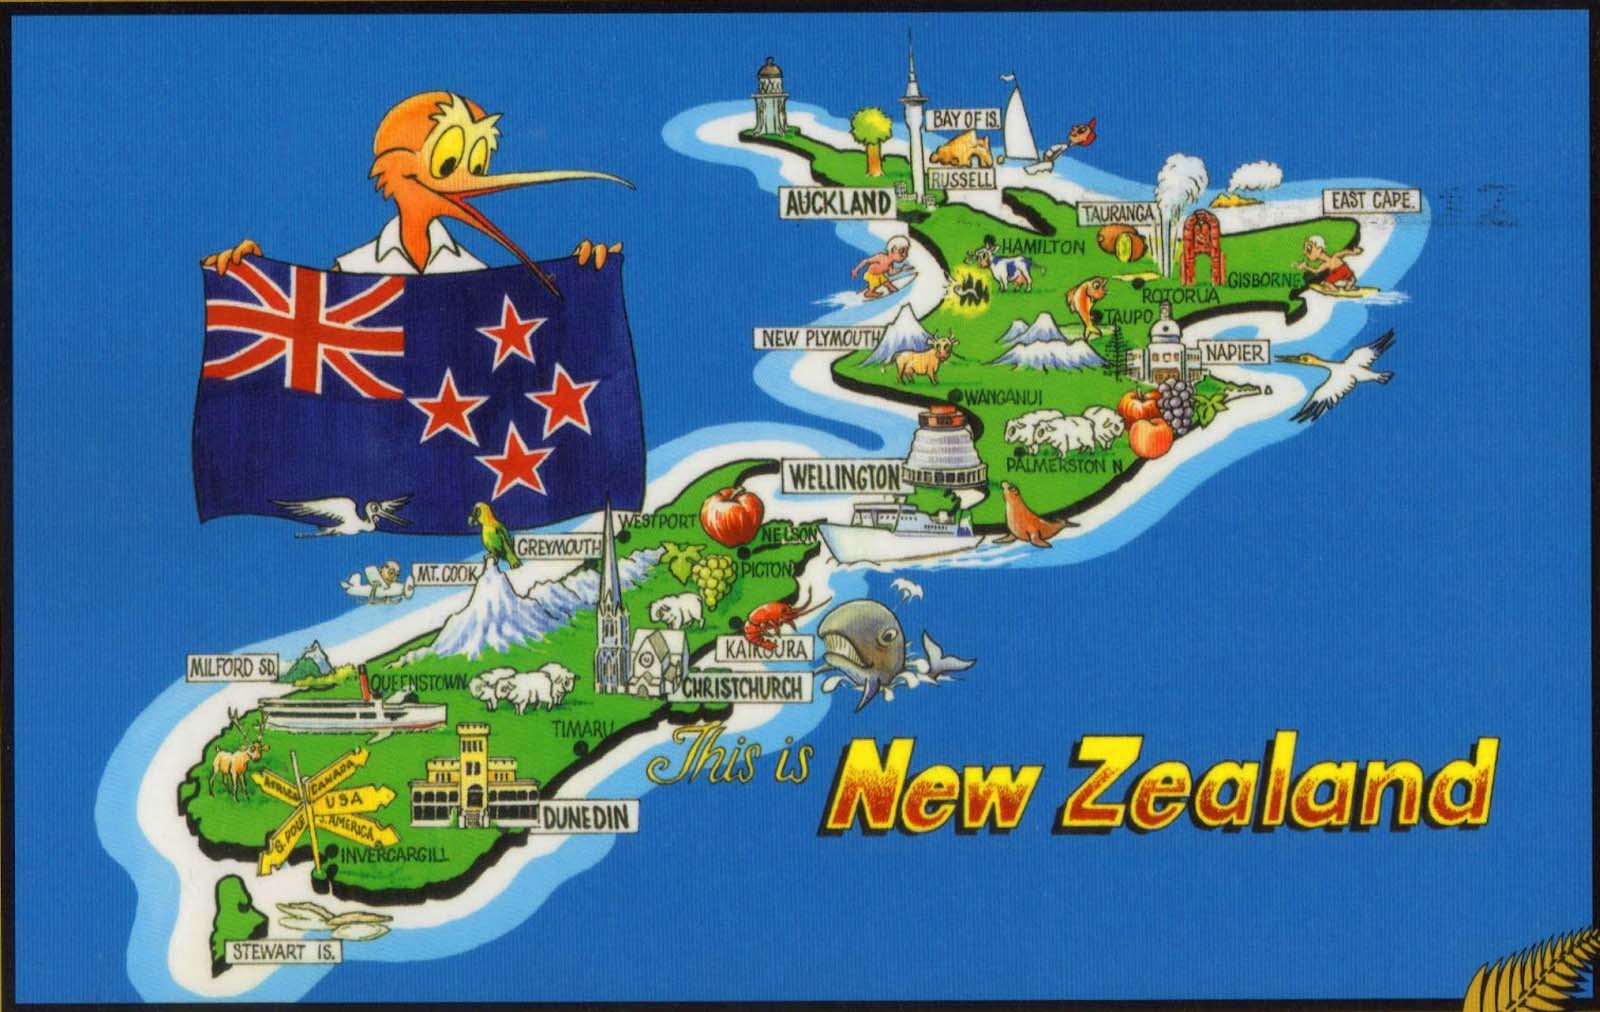 BAY OF IS.
RUSSELL
AUCKLAND
TAURANGA
EAST CAPE.
HAMILTON
GISBORNE
ROTORUA
TAUPO
NEW PLYMOUTH
NAPIER
WANGANUI
PALMERSTON N
WELLINGTON
WESTPORT
NELSON
GREYMOUTH
PICTON
MT. COOK
KAIKOURA
MILFORD SD.
QUEENSTOWN
CHRISTCHURCH
TIMARU
This is
New Zealand
AFRICA
CANADA
USA
S. POLE
S. AMERICA
DUNEDIN
INVERCARGILL
STEWART IS.